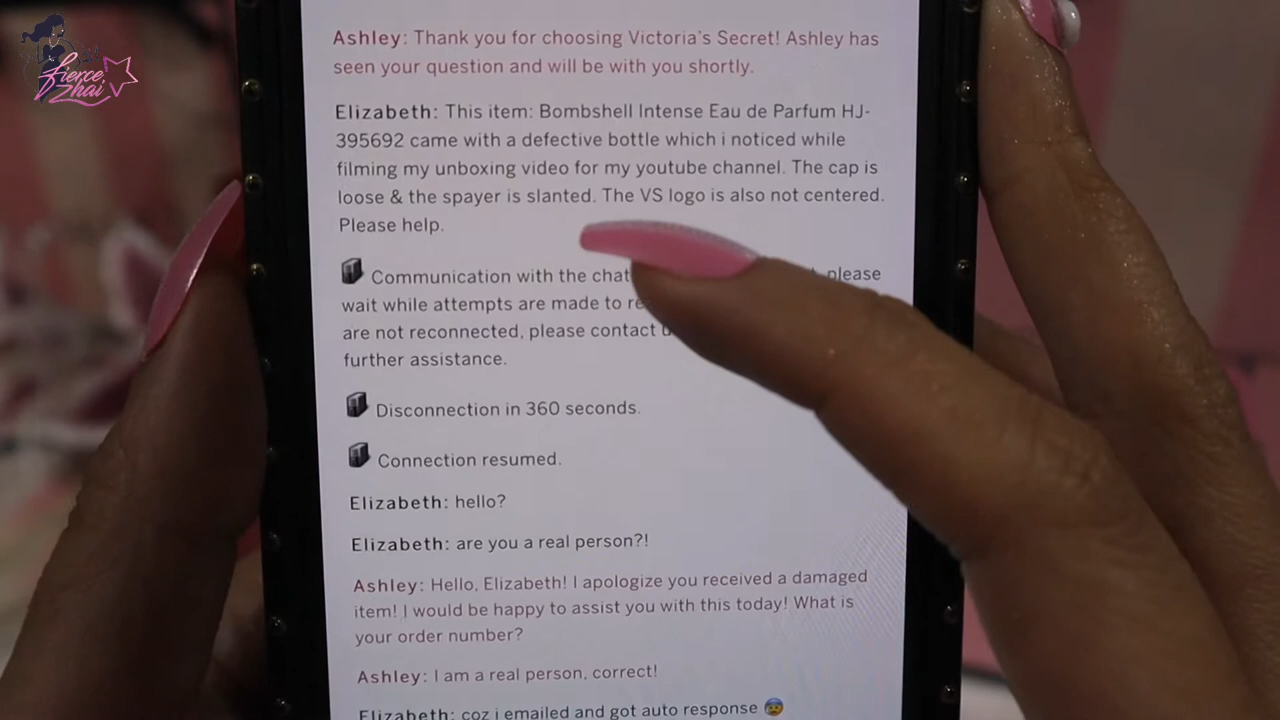 Fierce
Zhai
Ashley: Thank you for choosing Victoria's Secret! Ashley has
seen your question and will be with you shortly.
Elizabeth: This item: Bombshell Intense Eau de Parfum HJ-
395692 came with a defective bottle which i noticed while
filming my unboxing video for my youtube channel. The cap is
loose & the spayer is slanted. The VS logo is also not centered.
Please help.
Communication with the chat please
wait while attempts are made to
are not reconnected, please contact
further assistance.
Disconnection in 360 seconds.
Connection resumed.
Elizabeth: hello?
Elizabeth: are you a real person?!
Ashley: Hello, Elizabeth! I apologize you received a damaged
item! I would be happy to assist you with this today! What is
your order number?
Ashley: I am a real person, correct!
Elizabeth: coz i emailed and got auto response 😰